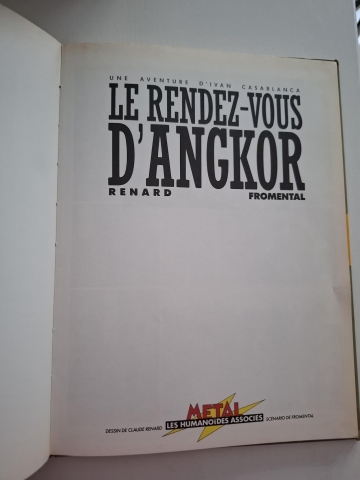 UNE AVENTURE D'IVAN CASABLANCA
LE RENDEZ-VOUS
D'ANGKOR
RENARD FROMENTAL
METAL
LES HUMANOÏDES ASSOCIÉS
DESSIN DE CLAUDE RENARD SCÉNARIO DE FROMENTAL